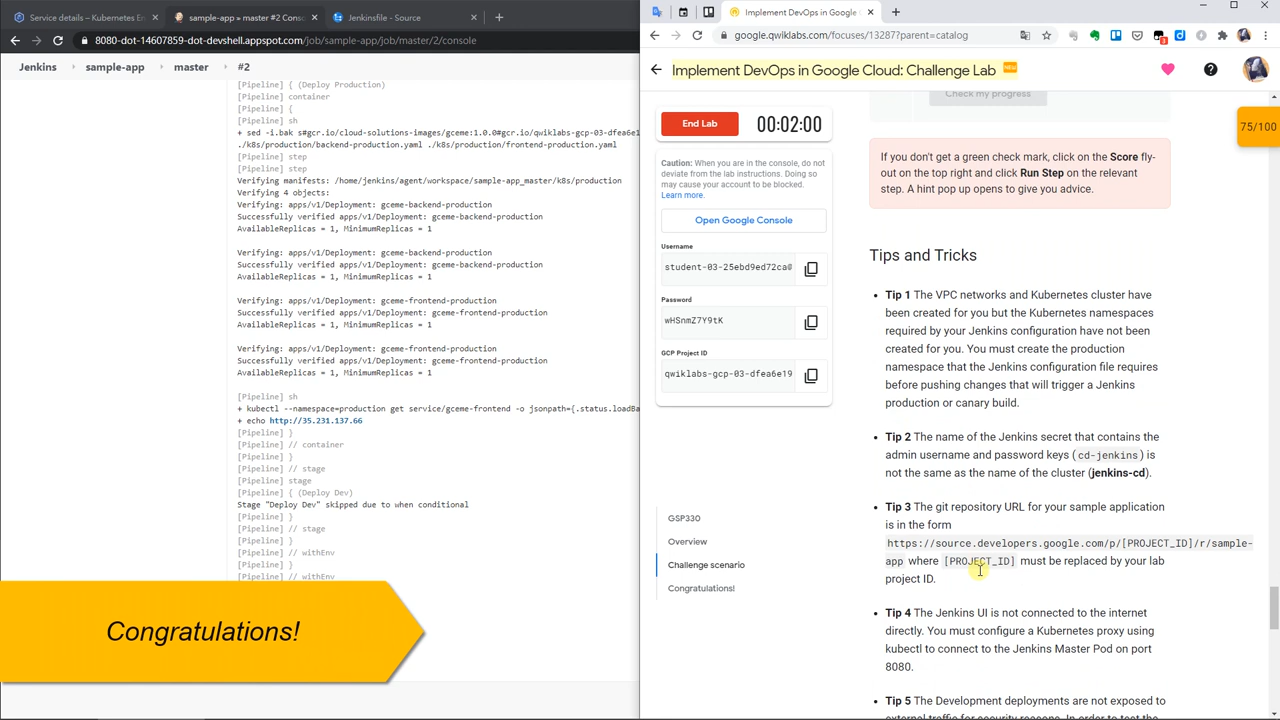 Service details – Kubernetes En
sample-app » master #2 Cons
Jenkinsfile - Source
8080-dot-14607859-dot-devshell.appspot.com/job/sample-app/job/master/2/console
Jenkins
sample-app
master
#2
[Pipeline] { (Deploy Production)
[Pipeline] container
[Pipeline] {
[Pipeline] sh
+ sed -i.bak s#gcr.io/cloud-solutions-images/gceme:1.0.0#gcr.io/qwiklabs-gcp-03-dfea6e1
./k8s/production/backend-production.yaml ./k8s/production/frontend-production.yaml
[Pipeline] step
[Pipeline] step
Verifying manifests: /home/jenkins/agent/workspace/sample-app_master/k8s/production
Verifying 4 objects:
Verifying: apps/v1/Deployment: gceme-backend-production
Successfully verified apps/v1/Deployment: gceme-backend-production
AvailableReplicas = 1, MinimumReplicas = 1
Verifying: apps/v1/Deployment: gceme-backend-production
Successfully verified apps/v1/Deployment: gceme-backend-production
AvailableReplicas = 1, MinimumReplicas = 1
Verifying: apps/v1/Deployment: gceme-frontend-production
Successfully verified apps/v1/Deployment: gceme-frontend-production
AvailableReplicas = 1, MinimumReplicas = 1
Verifying: apps/v1/Deployment: gceme-frontend-production
Successfully verified apps/v1/Deployment: gceme-frontend-production
AvailableReplicas = 1, MinimumReplicas = 1
[Pipeline] sh
+ kubectl --namespace=production get service/gceme-frontend -o jsonpath={.status.loadBa
+ echo http://35.231.137.66
[Pipeline] }
[Pipeline] // container
[Pipeline] }
[Pipeline] // stage
[Pipeline] stage
[Pipeline] { (Deploy Dev)
Stage "Deploy Dev" skipped due to when conditional
[Pipeline] }
[Pipeline] // stage
[Pipeline] }
[Pipeline] // withEnv
[Pipeline] }
[Pipeline] // withEnv
Congratulations!
Implement DevOps in Google
google.qwiklabs.com/focuses/13287?parent=catalog
Implement DevOps in Google Cloud: Challenge Lab
NEW
End Lab
00:02:00
Caution: When you are in the console, do not
deviate from the lab instructions. Doing so
may cause your account to be blocked.
Learn more.
Open Google Console
Username
student-03-25ebd9ed72ca@
Password
wHSnmZ7Y9tK
GCP Project ID
qwiklabs-gcp-03-dfea6e19
GSP330
Overview
Challenge scenario
Congratulations!
Check my progress
75/100
If you don't get a green check mark, click on the Score fly-
out on the top right and click Run Step on the relevant
step. A hint pop up opens to give you advice.
Tips and Tricks
• Tip 1 The VPC networks and Kubernetes cluster have
been created for you but the Kubernetes namespaces
required by your Jenkins configuration have not been
created for you. You must create the production
namespace that the Jenkins configuration file requires
before pushing changes that will trigger a Jenkins
production or canary build.
• Tip 2 The name of the Jenkins secret that contains the
admin username and password keys (cd-jenkins) is
not the same as the name of the cluster (jenkins-cd).
• Tip 3 The git repository URL for your sample application
is in the form
https://source.developers.google.com/p/[PROJECT_ID]/r/sample-
app where [PROJECT_ID] must be replaced by your lab
project ID.
• Tip 4 The Jenkins UI is not connected to the internet
directly. You must configure a Kubernetes proxy using
kubectl to connect to the Jenkins Master Pod on port
8080.
• Tip 5 The Development deployments are not exposed to
external traffic for security reasons. In order to test the